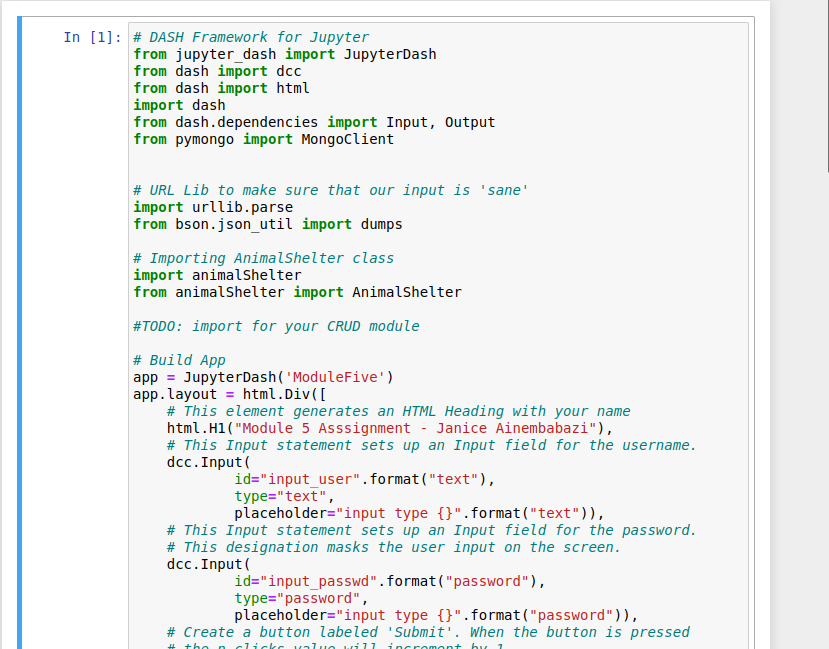 In [1]:
# DASH Framework for Jupyter
from jupyter_dash import JupyterDash
from dash import dcc
from dash import html
import dash
from dash.dependencies import Input, Output
from pymongo import MongoClient
# URL Lib to make sure that our input is 'sane'
import urllib.parse
from bson.json_util import dumps
# Importing AnimalShelter class
import animalShelter
from animalShelter import AnimalShelter
#TODO: import for your CRUD module
# Build App
app = JupyterDash('ModuleFive')
app.layout = html.Div([
    # This element generates an HTML Heading with your name
    html.H1("Module 5 Asssignment - Janice Ainembabazi"),
    # This Input statement sets up an Input field for the username.
    dcc.Input(
            id="input_user".format("text"),
            type="text",
            placeholder="input type {}".format("text")),
    # This Input statement sets up an Input field for the password.
    # This designation masks the user input on the screen.
    dcc.Input(
            id="input_passwd".format("password"),
            type="password",
            placeholder="input type {}".format("password")),
    # Create a button labeled 'Submit'. When the button is pressed
    # the n_clicks value will increment by 1